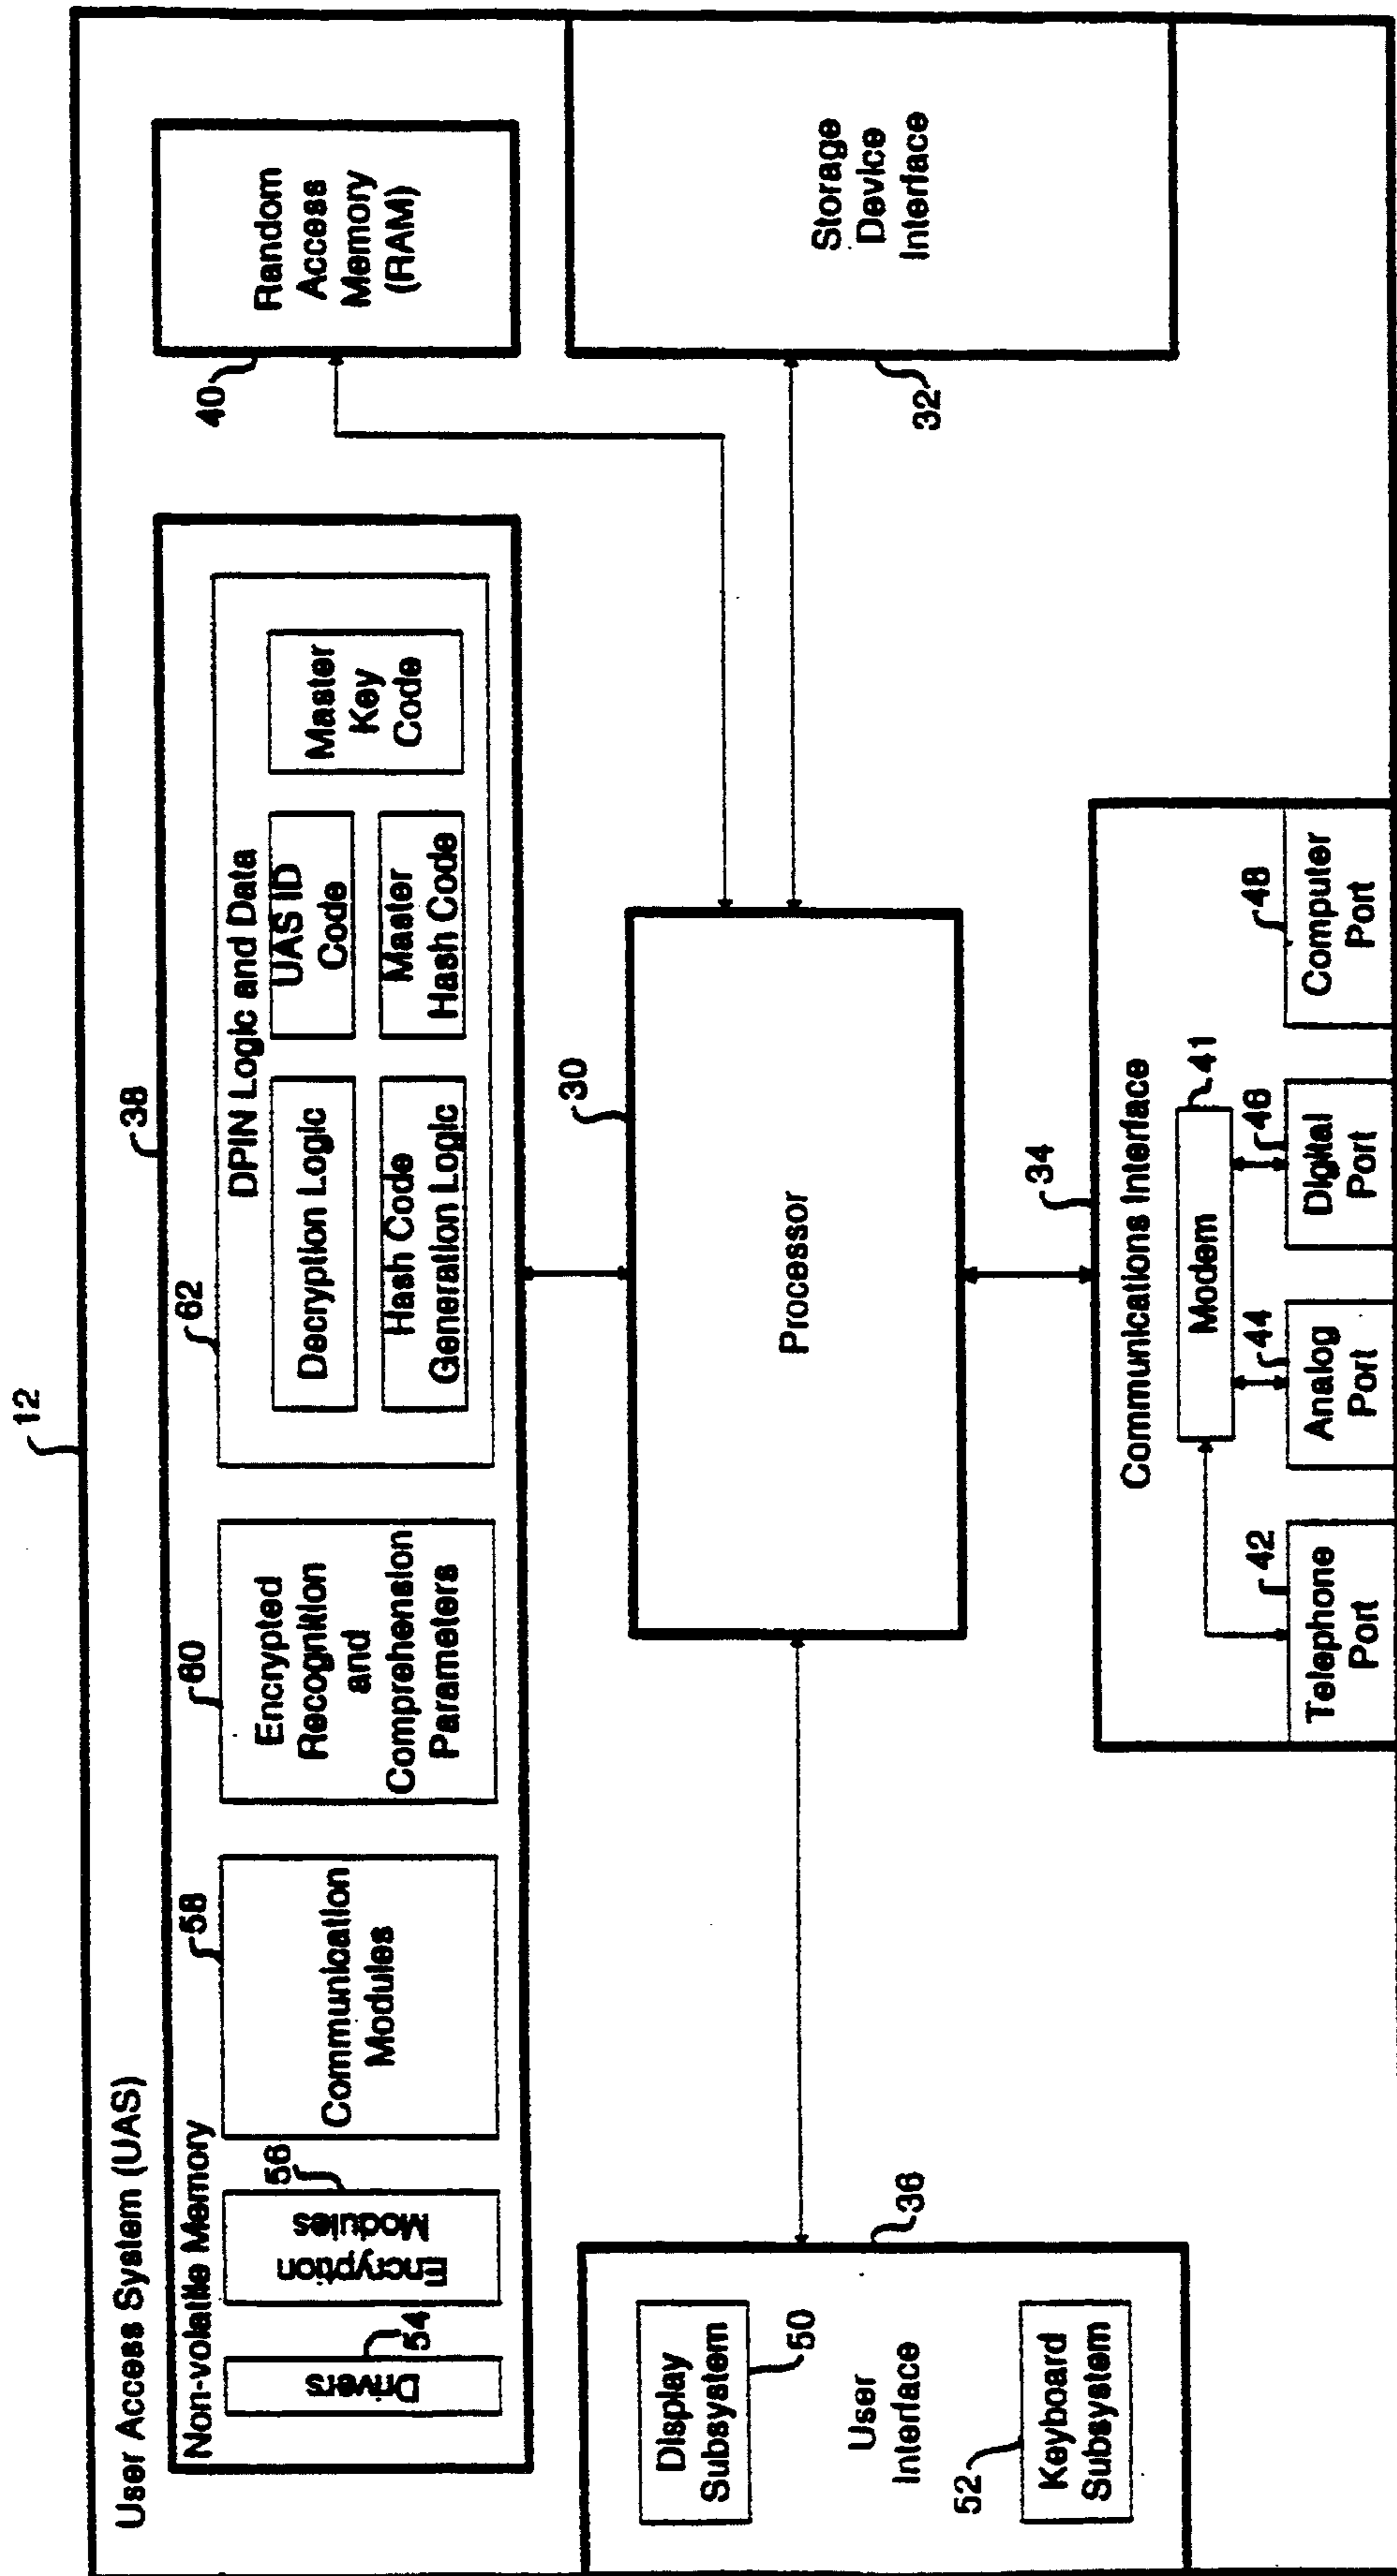 12
User Access System (UAS)
38
Non-volatile Memory
Drivers
54
Encryption
Modules
56
Communication
Modules
58
Encrypted
Recognition
and
Comprehension
Parameters
60
62
DPIN Logic and Data
Decryption Logic
Hash Code
Generation Logic
UAS ID
Code
Master
Hash Code
Master
Key
Code
Random
Access
Memory
(RAM)
40
Display
Subsystem
50
User
Interface
52
Keyboard
Subsystem
36
Processor
30
Storage
Device
Interface
32
34
Communications Interface
Modem
41
42
44
46
48
Telephone
Port
Analog
Port
Digital
Port
Computer
Port